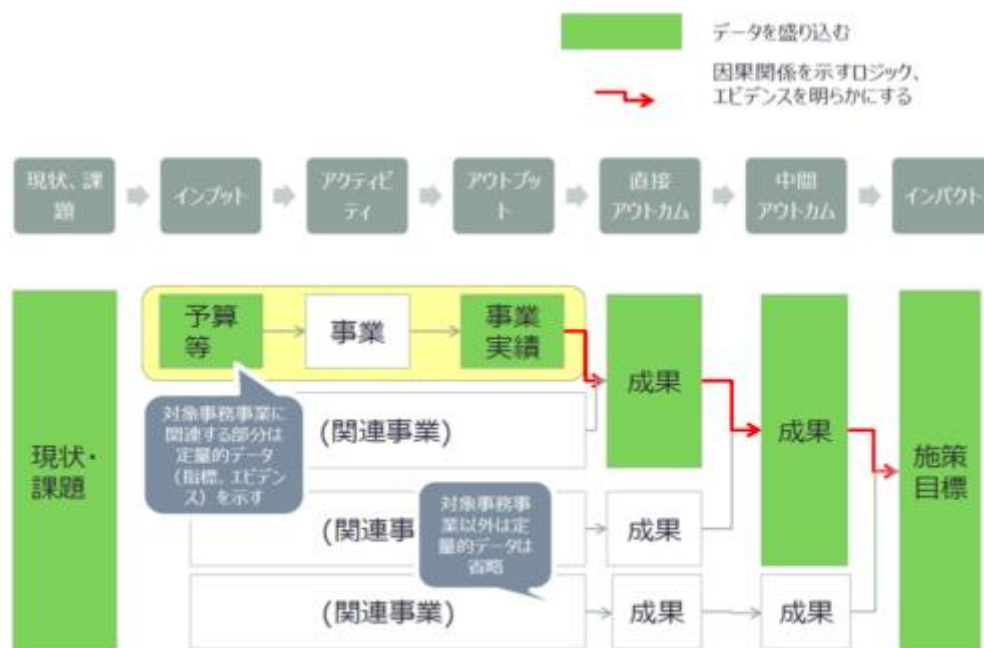 データを盛り込む
因果関係を示すロジック、
エビデンスを明らかにする
現状、課
題
インプット
アクティビ
ティ
アウトプッ
ト
直接
アウトカム
中間
アウトカム
インパクト
現状・
課題
予算
等
事業
事業
実績
成果
成果
施策
目標
対象事務事業に
関連する部分は
定量的データ
（指標、エビデン
ス）を示す
(関連事業)
(関連事
対象事務事
業以外は定
量的データは
省略
成果
(関連事業)
成果
成果